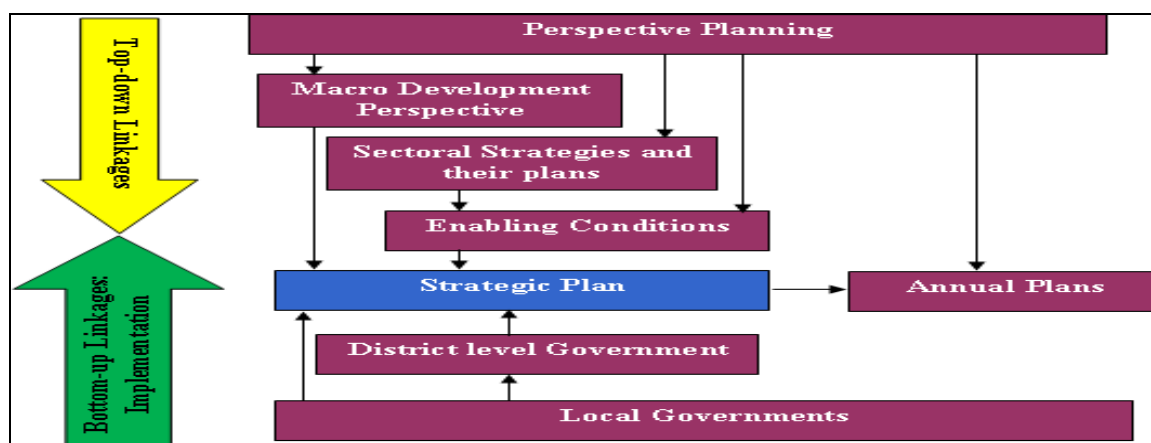 Perspective Planning
Top-down Linkages
Macro Development
Perspective
Sectoral Strategies and
their plans
Enabling Conditions
Strategic Plan
Annual Plans
Bottom-up Linkages:
Implementation
District level Government
Local Governments